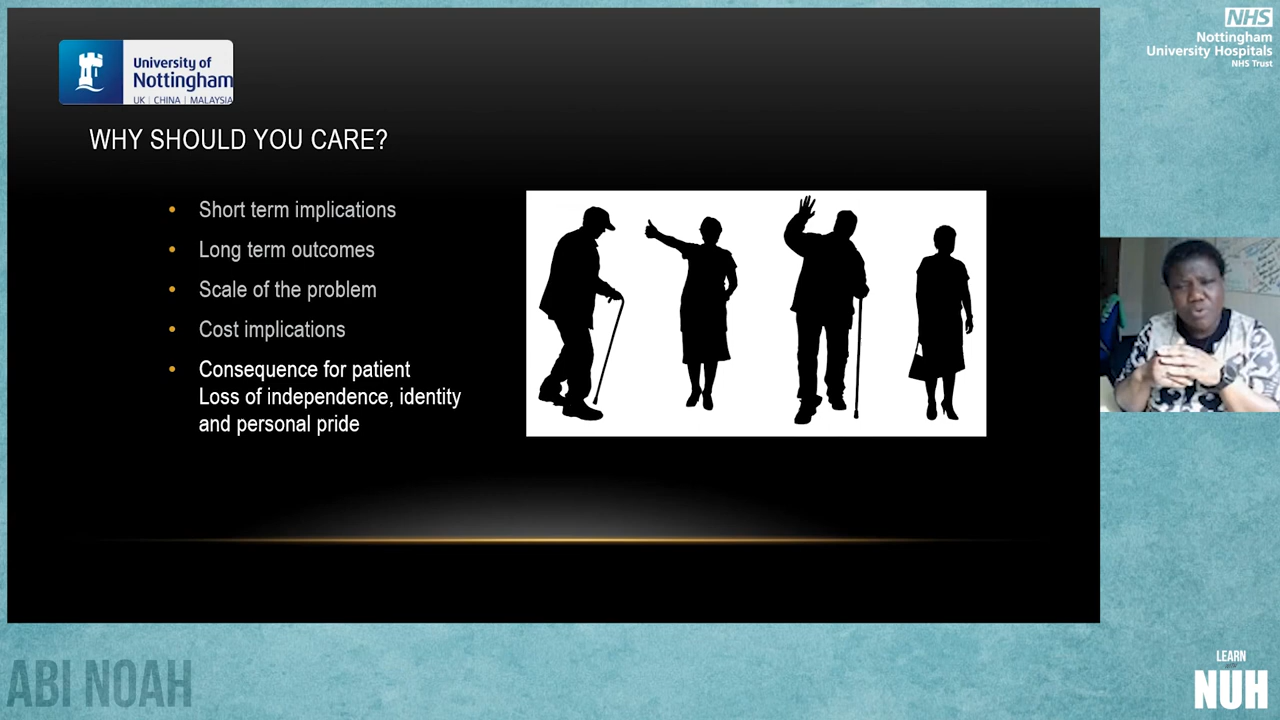 NHS
Nottingham
University Hospitals
NHS Trust
University of
Nottingham
UK | CHINA | MALAYSIA
WHY SHOULD YOU CARE?
• Short term implications
• Long term outcomes
• Scale of the problem
• Cost implications
• Consequence for patient
Loss of independence, identity
and personal pride
ABI NOAH
LEARN
NUH